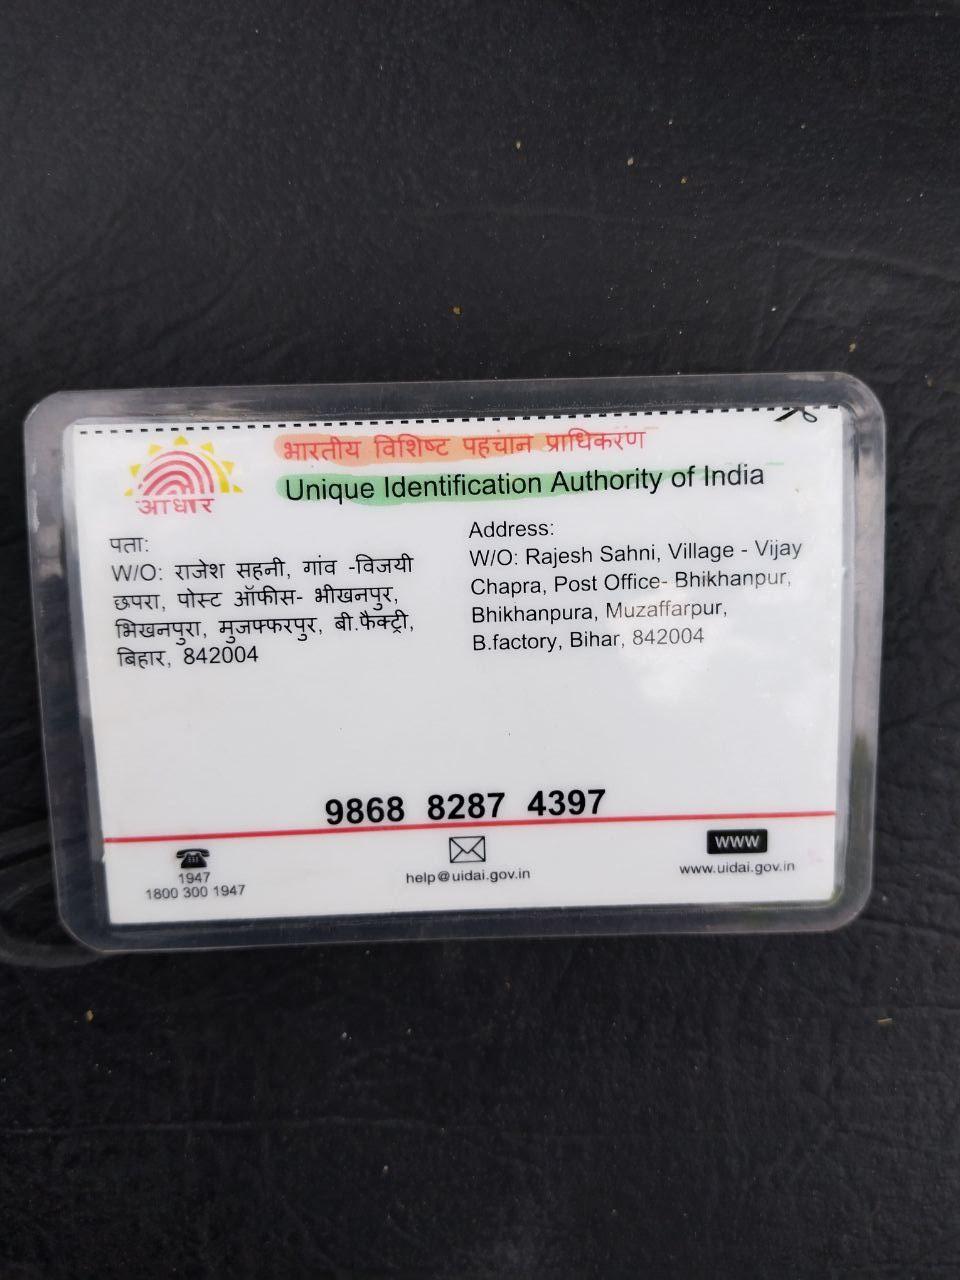 भारतीय विशिष्ट पहचान प्राधिकरण
Unique Identification Authority of India
आधार
पता:
W/O: राजेश सहनी, गांव -विजयी
छपरा, पोस्ट ऑफीस- भीखनपुर,
भिखनपुरा, मुजफ्फरपुर, बी.फैक्ट्री,
बिहार, 842004
Address:
W/O: Rajesh Sahni, Village - Vijay
Chapra, Post Office- Bhikhanpur,
Bhikhanpura, Muzaffarpur,
B.factory, Bihar, 842004
9868 8287 4397
1947
1800 300 1947
help@uidai.gov.in
WWW
www.uidai.gov.in